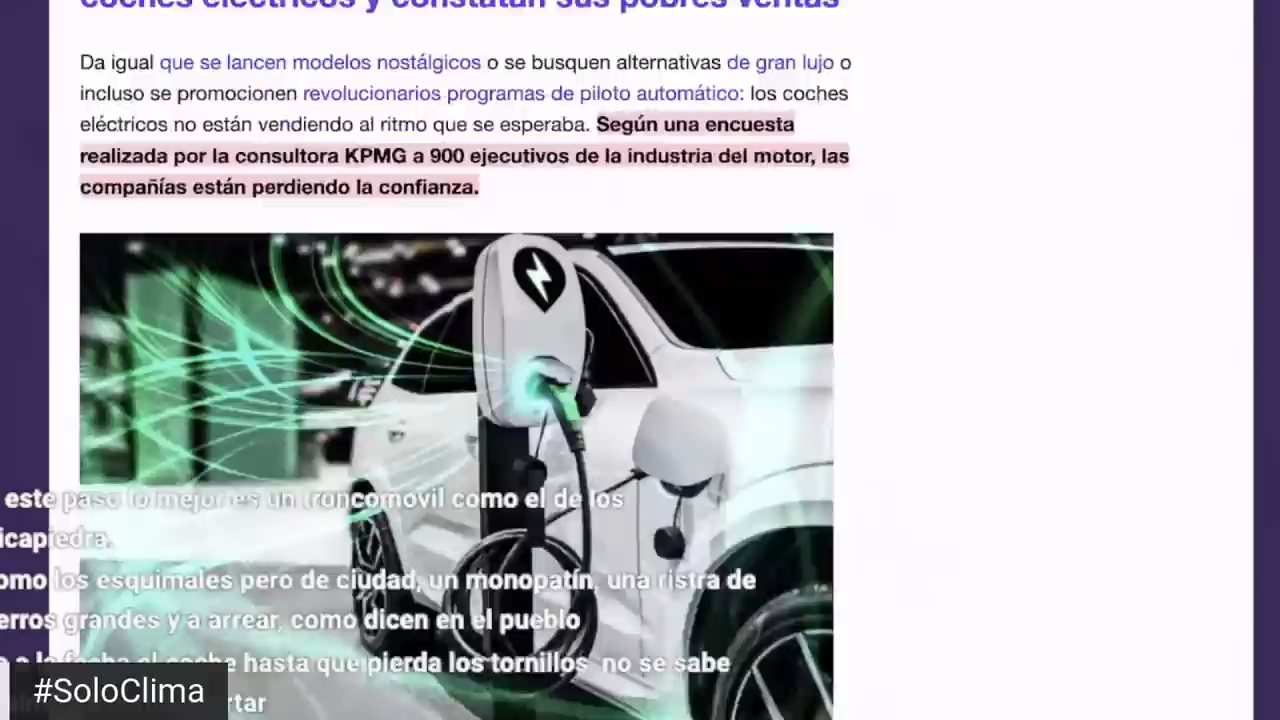 coches eléctricos y constatan sus pobres ventas
Da igual que se lancen modelos nostálgicos o se busquen alternativas de gran lujo o
incluso se promocionen revolucionarios programas de piloto automático: los coches
eléctricos no están vendiendo al ritmo que se esperaba. Según una encuesta
realizada por la consultora KPMG a 900 ejecutivos de la industria del motor, las
compañías están perdiendo la confianza.
este paso lo mejor es un troncomovil como el de los
icapiedra.
omo los esquimales pero de ciudad, un monopatín, una ristra de
erros grandes y a arrear, como dicen en el pueblo
a la fecha el coche hasta que pierda los tornillos, no se sabe
#SoloClima
rtar